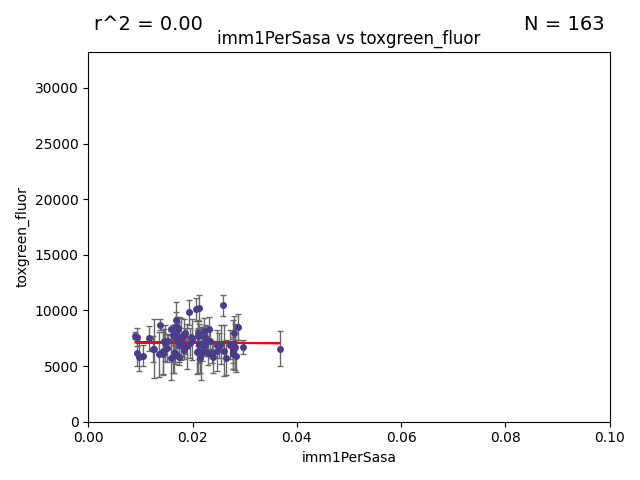 r^2 = 0.00
N = 163
imm1PerSasa vs toxgreen_fluor
30000
25000
20000
15000
10000
5000
0
toxgreen_fluor
0.00
0.02
0.04
0.06
0.08
0.10
imm1PerSasa